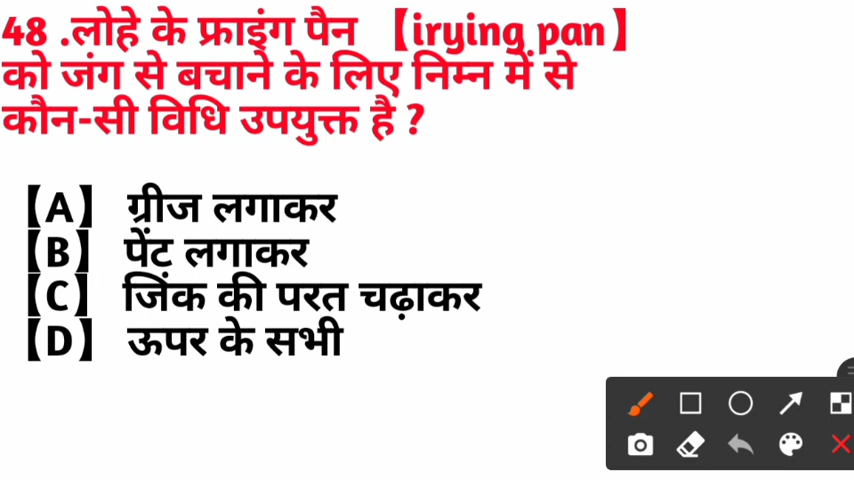 48 .लोहे के फ्राइंग पैन 【irying pan】
को जंग से बचाने के लिए निम्न में से
कौन-सी विधि उपयुक्त है ?
【A】 ग्रीज लगाकर
【B】 पेंट लगाकर
【C】 जिंक की परत चढ़ाकर
【D】 ऊपर के सभी